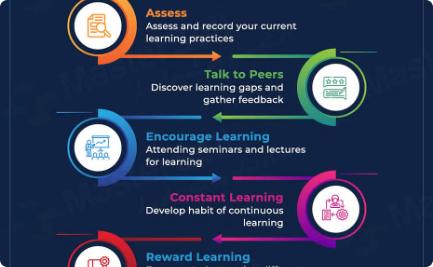 Assess
Assess and record your current
learning practices
Talk to Peers
Discover learning gaps and
gather feedback
Encourage Learning
Attending seminars and lectures
for learning
Constant Learning
Develop habit of continuous
learning
Reward Learning